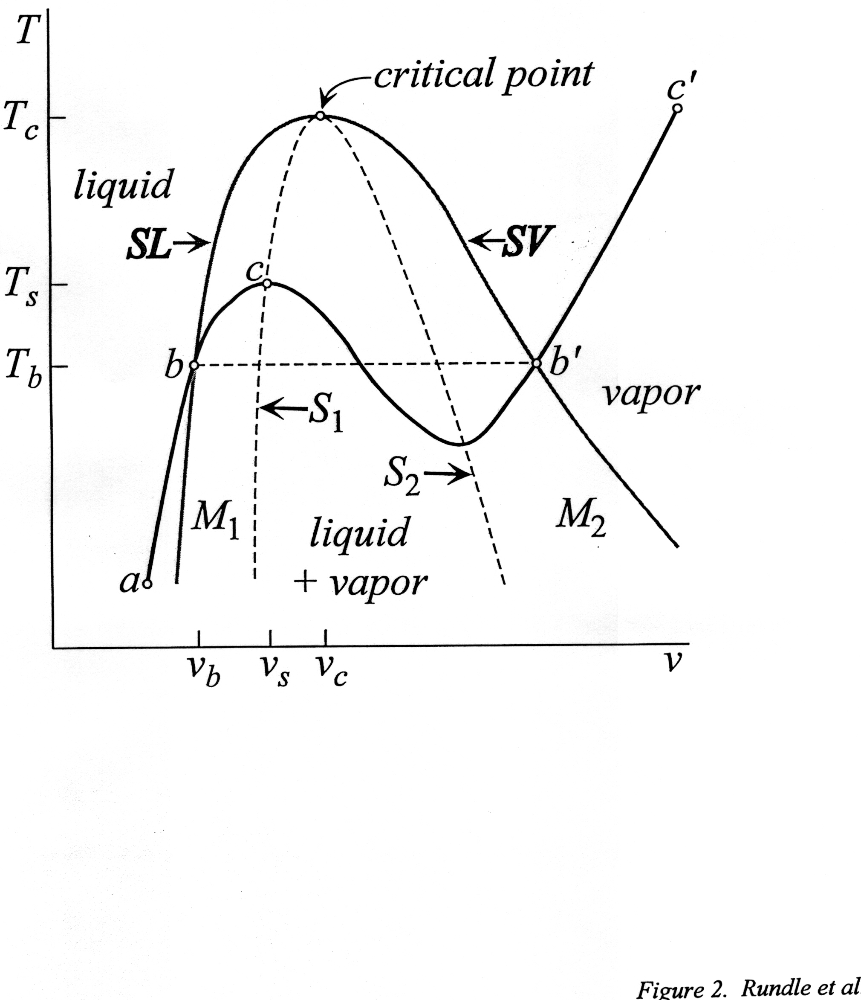 T
critical point
c'
T_c
liquid
SL
SV
c
T_s
T_b
b
b'
vapor
S_1
S_2
M_1
liquid
+ vapor
M_2
a
v_b
v_s
v_c
v
Figure 2. Rundle et al